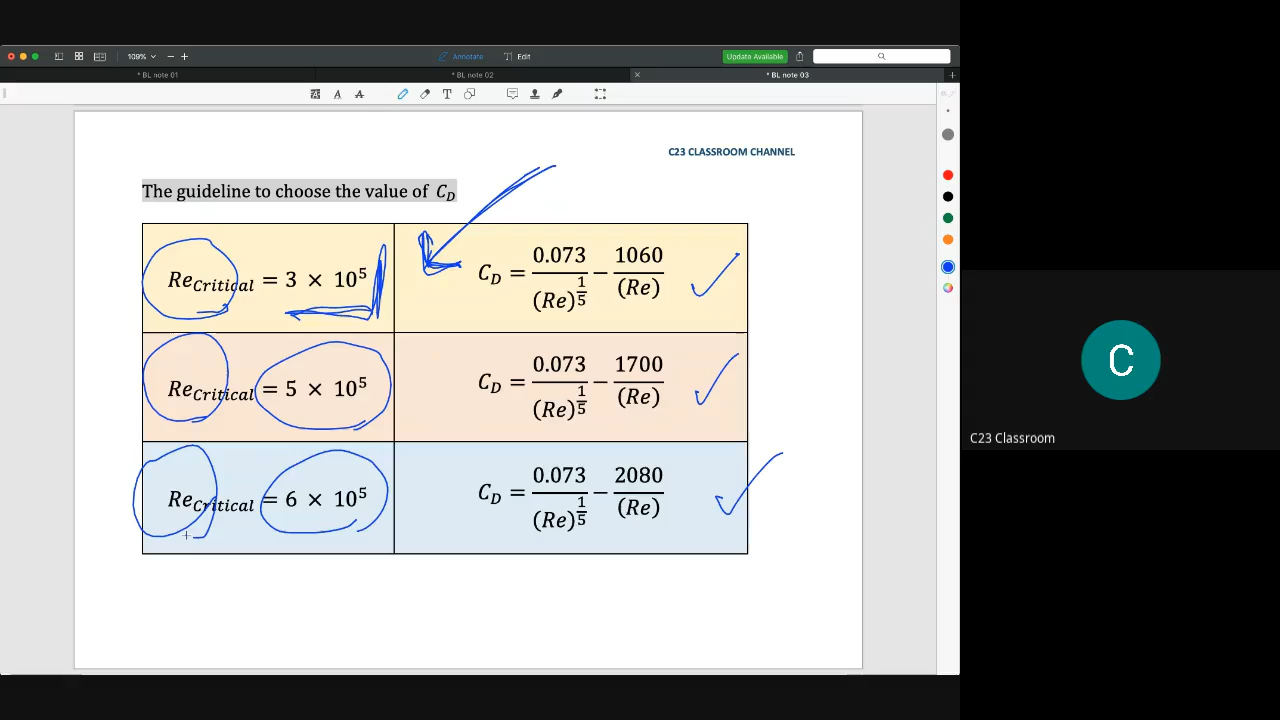 109%
Annotate
Edit
Update Available
* BL note 01
* BL note 02
* BL note 03
C23 CLASSROOM CHANNEL
The guideline to choose the value of C_D
Re_Critical = 3 × 10^5
C_D = 0.073/(Re)^(1/5) − 1060/(Re)
Re_Critical = 5 × 10^5
C_D = 0.073/(Re)^(1/5) − 1700/(Re)
Re_Critical = 6 × 10^5
C_D = 0.073/(Re)^(1/5) − 2080/(Re)
C
C23 Classroom